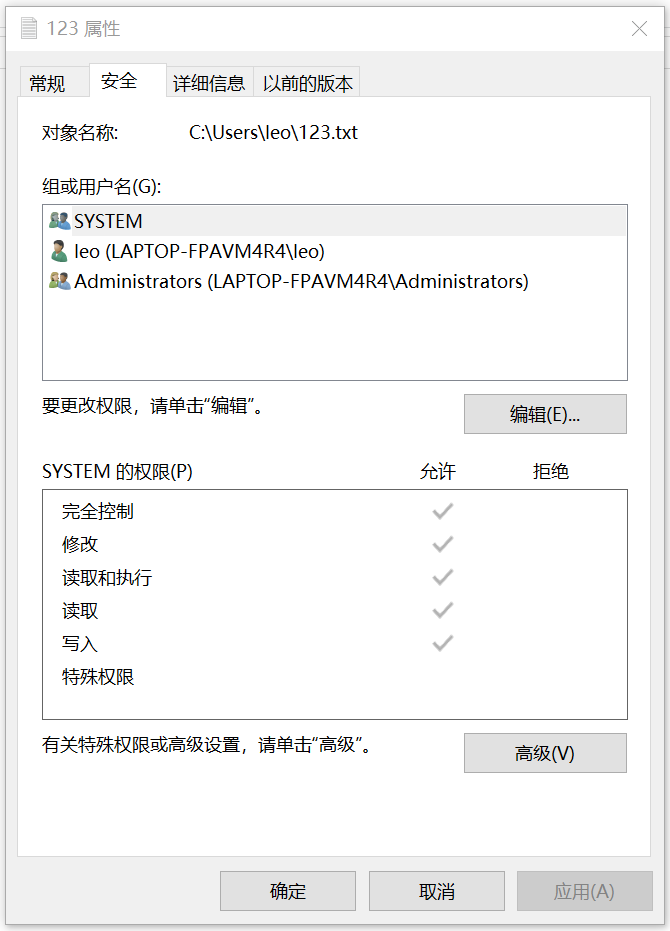 123 属性
常规 安全 详细信息 以前的版本
对象名称: C:\Users\leo\123.txt
组或用户名(G):
SYSTEM
leo (LAPTOP-FPAVM4R4\leo)
Administrators (LAPTOP-FPAVM4R4\Administrators)
要更改权限，请单击“编辑”。 编辑(E)...
SYSTEM 的权限(P) 允许 拒绝
完全控制
修改
读取和执行
读取
写入
特殊权限
有关特殊权限或高级设置，请单击“高级”。 高级(V)
确定 取消 应用(A)